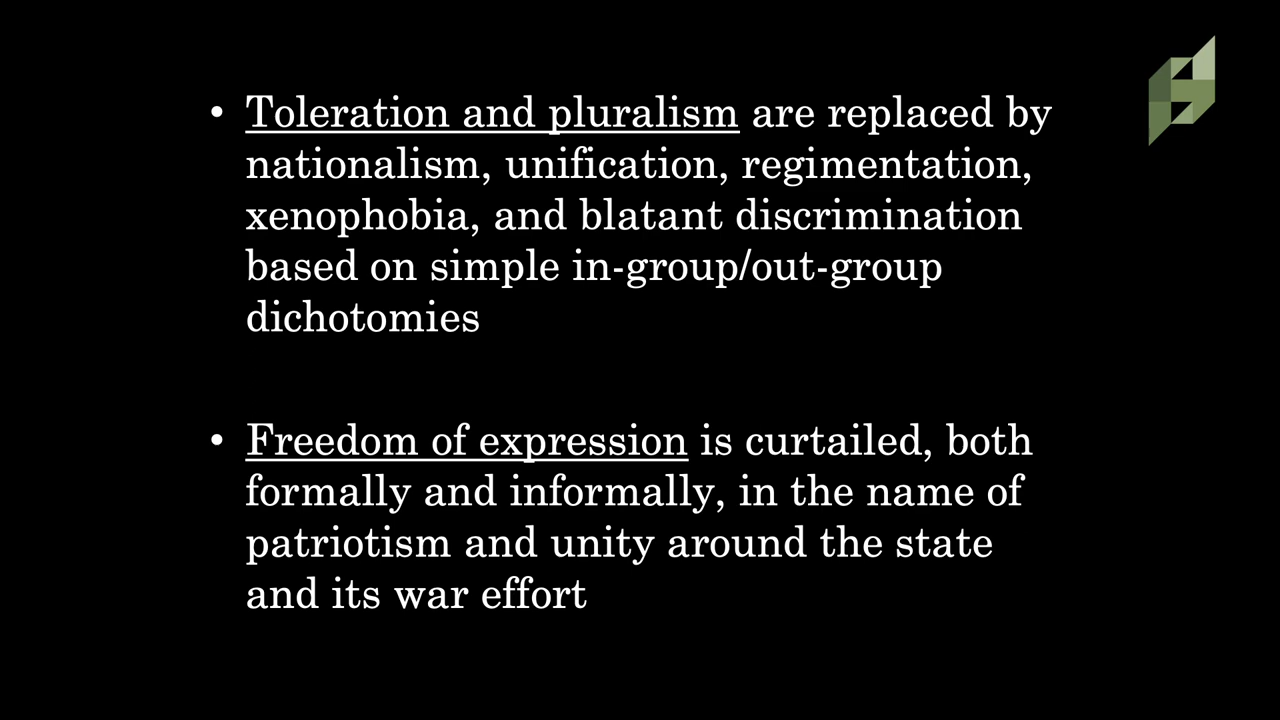 • Toleration and pluralism are replaced by
nationalism, unification, regimentation,
xenophobia, and blatant discrimination
based on simple in-group/out-group
dichotomies
• Freedom of expression is curtailed, both
formally and informally, in the name of
patriotism and unity around the state
and its war effort